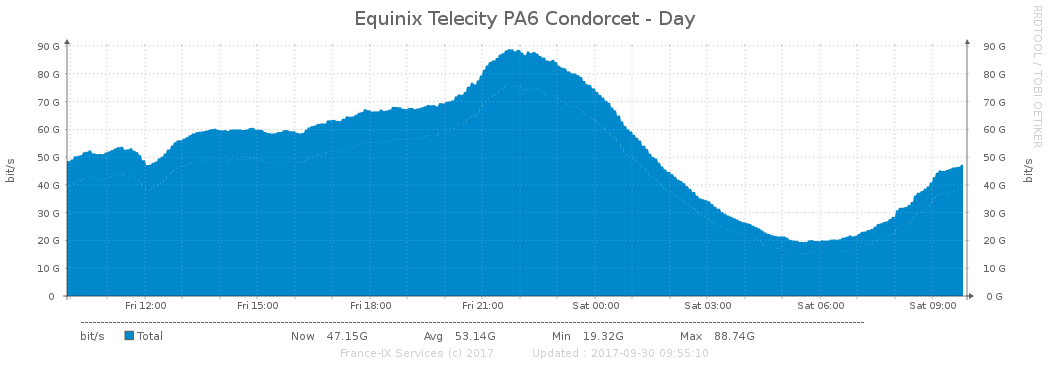 Equinix Telecity PA6 Condorcet - Day
RRDTOOL / TOBI OETIKER
90 G 90 G
80 G 80 G
70 G 70 G
60 G 60 G
50 G 50 G
40 G 40 G
30 G 30 G
20 G 20 G
10 G 10 G
0 0 G
bit/s bit/s
Fri 12:00 Fri 15:00 Fri 18:00 Fri 21:00 Sat 00:00 Sat 03:00 Sat 06:00 Sat 09:00
bit/s Total Now 47.15G Avg 53.14G Min 19.32G Max 88.74G
France-IX Services (c) 2017 Updated : 2017-09-30 09:55:10